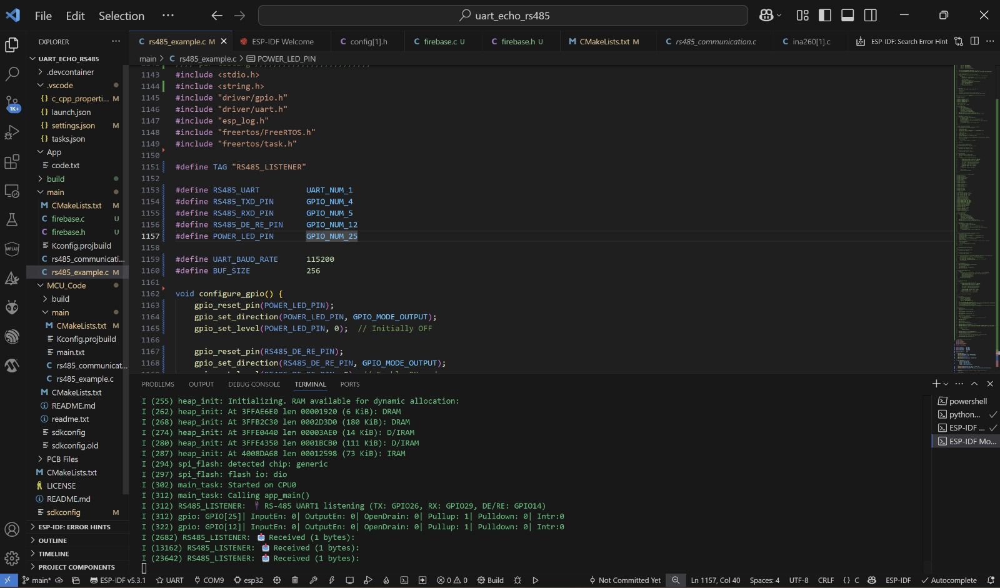 File Edit Selection ··· uart_echo_rs485
EXPLORER ···
UART_ECHO_RS485
.devcontainer
.vscode
{} c_cpp_properti... M
{} launch.json
{} settings.json M
{} tasks.json
App
code.txt
build
main
M CMakeLists.txt M
C firebase.c U
C firebase.h U
Kconfig.projbuild
C rs485_communicati...
C rs485_example.c M
MCU_Code
build
main
M CMakeLists.txt M
Kconfig.projbuild
main.txt
C rs485_communicat...
C rs485_example.c
M CMakeLists.txt
README.md
readme.txt
sdkconfig
sdkconfig.old
PCB Files
M CMakeLists.txt
LICENSE
README.md
sdkconfig M
ESP-IDF: ERROR HINTS
OUTLINE
TIMELINE
PROJECT COMPONENTS
1K+
MPLAB
C rs485_example.c M ESP-IDF Welcome C config[1].h C firebase.c U C firebase.h U M CMakeLists.txt M C rs485_communication.c C ina260[1].c ESP-IDF: Search Error Hint ···
main > C rs485_example.c > POWER_LED_PIN
1143 #include <stdio.h>
1144 #include <string.h>
1145 #include "driver/gpio.h"
1146 #include "driver/uart.h"
1147 #include "esp_log.h"
1148 #include "freertos/FreeRTOS.h"
1149 #include "freertos/task.h"
1150
1151 #define TAG "RS485_LISTENER"
1152
1153 #define RS485_UART UART_NUM_1
1154 #define RS485_TXD_PIN GPIO_NUM_4
1155 #define RS485_RXD_PIN GPIO_NUM_5
1156 #define RS485_DE_RE_PIN GPIO_NUM_12
1157 #define POWER_LED_PIN GPIO_NUM_25
1158
1159 #define UART_BAUD_RATE 115200
1160 #define BUF_SIZE 256
1161
1162 void configure_gpio() {
1163 gpio_reset_pin(POWER_LED_PIN);
1164 gpio_set_direction(POWER_LED_PIN, GPIO_MODE_OUTPUT);
1165 gpio_set_level(POWER_LED_PIN, 0); // Initially OFF
1166
1167 gpio_reset_pin(RS485_DE_RE_PIN);
1168 gpio_set_direction(RS485_DE_RE_PIN, GPIO_MODE_OUTPUT);
PROBLEMS OUTPUT DEBUG CONSOLE TERMINAL PORTS
I (255) heap_init: Initializing. RAM available for dynamic allocation:
I (262) heap_init: At 3FFAE6E0 len 00001920 (6 KiB): DRAM
I (268) heap_init: At 3FFB2C30 len 0002D3D0 (180 KiB): DRAM
I (274) heap_init: At 3FFE0440 len 00003AE0 (14 KiB): D/IRAM
I (280) heap_init: At 3FFE4350 len 0001BCB0 (111 KiB): D/IRAM
I (287) heap_init: At 4008DA68 len 00012598 (73 KiB): IRAM
I (294) spi_flash: detected chip: generic
I (297) spi_flash: flash io: dio
I (302) main_task: Started on CPU0
I (312) main_task: Calling app_main()
I (312) RS485_LISTENER: 🎙 RS-485 UART1 listening (TX: GPIO26, RX: GPIO29, DE/RE: GPIO14)
I (312) gpio: GPIO[25]| InputEn: 0| OutputEn: 0| OpenDrain: 0| Pullup: 1| Pulldown: 0| Intr:0
I (322) gpio: GPIO[12]| InputEn: 0| OutputEn: 0| OpenDrain: 0| Pullup: 1| Pulldown: 0| Intr:0
I (2682) RS485_LISTENER: 📩 Received (1 bytes):
I (13162) RS485_LISTENER: 📩 Received (1 bytes):
I (23642) RS485_LISTENER: 📩 Received (1 bytes):
powershell
python...
ESP-IDF ...
ESP-IDF Mo...
main* ESP-IDF v5.3.1 UART COM9 esp32 0 0 Build Not Committed Yet Ln 1157, Col 40 Spaces: 4 UTF-8 CRLF {} C ESP-IDF Autocomplete